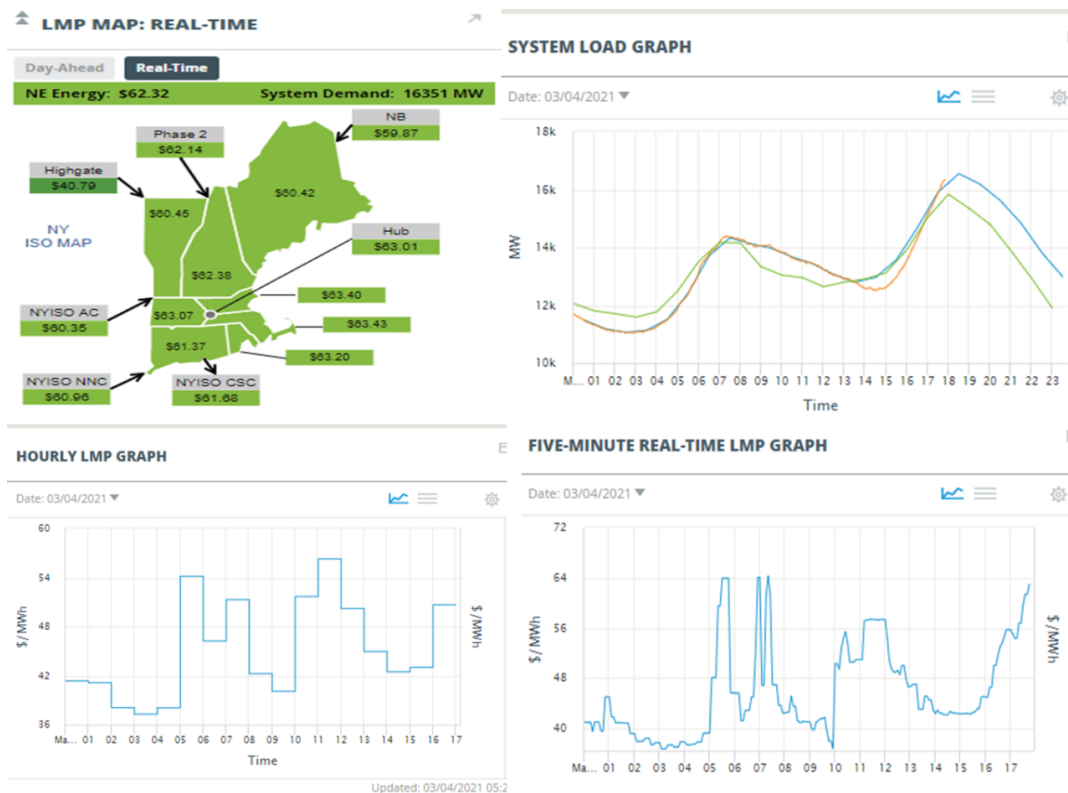 LMP MAP: REAL-TIME
Day-Ahead Real-Time
NE Energy: $62.32 System Demand: 16351 MW
NB
$59.87
Phase 2
$62.14
Highgate
$40.79
$60.42
$60.45
NY
ISO MAP
Hub
$63.01
$62.38
$63.40
NYISO AC
$60.35
$63.07
$63.43
$61.37
$63.20
NYISO NNC
$60.96
NYISO CSC
$61.68
SYSTEM LOAD GRAPH
Date: 03/04/2021
18k
16k
14k
12k
10k
MW
M... 01 02 03 04 05 06 07 08 09 10 11 12 13 14 15 16 17 18 19 20 21 22 23
Time
HOURLY LMP GRAPH
Date: 03/04/2021
60
54
48
42
36
$/MWh
$/MWh
Ma... 01 02 03 04 05 06 07 08 09 10 11 12 13 14 15 16 17
Time
Updated: 03/04/2021 05:2
FIVE-MINUTE REAL-TIME LMP GRAPH
Date: 03/04/2021
72
64
56
48
40
$/MWh
$/MWh
Ma... 01 02 03 04 05 06 07 08 09 10 11 12 13 14 15 16 17